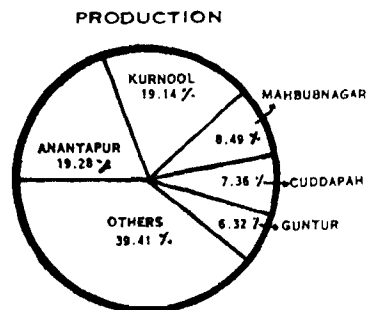 PRODUCTION
KURNOOL
19.14 %
MAHBUBNAGAR
8.49 %
ANANTAPUR
19.28 %
7.36 %
CUDDAPAH
OTHERS
39.41 %
6.32 %
GUNTUR